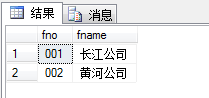 结果 消息
fno fname
1 001 长江公司
2 002 黄河公司